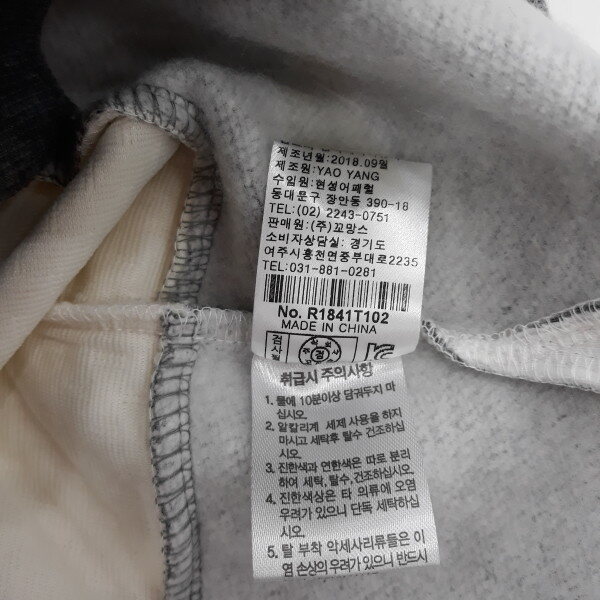 제조년월:2018.09월
제조원:YAO YANG
수입원:현성어패럴
동대문구 장안동 390-18
TEL:(02) 2243-0751
판매원:(주)꼬망스
소비자상담실: 경기도
여주시흥천면중부대로2235
TEL:031-881-0281
No. R1841T102
MADE IN CHINA
검사필
취급시 주의사항
1. 물에 10분이상 담궈두지 마
십시오.
2. 알칼리계 세제 사용을 하지
마시고 세탁후 탈수 건조하십
시오.
3. 진한색과 연한색은 따로 분리
하여 세탁, 탈수,건조하십시오.
4. 진한색상은 타 의류에 오염
우려가 있으니 단독 세탁하십
시오.
5. 탈 부착 악세사리류들은 이
염 손상의 우려가 있으니 반드시